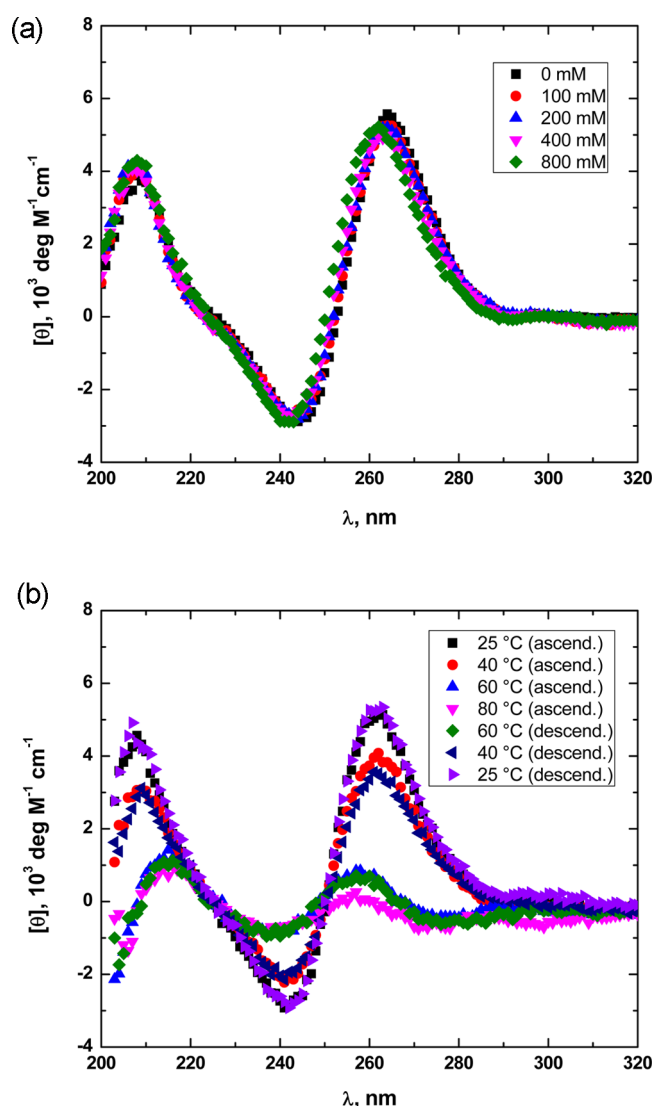 (a)
8
6
4
2
0
-2
-4
[θ], 10³ deg M⁻¹cm⁻¹
0 mM
100 mM
200 mM
400 mM
800 mM
200 220 240 260 280 300 320
λ, nm
(b)
8
6
4
2
0
-2
-4
[θ], 10³ deg M⁻¹ cm⁻¹
25 °C (ascend.)
40 °C (ascend.)
60 °C (ascend.)
80 °C (ascend.)
60 °C (descend.)
40 °C (descend.)
25 °C (descend.)
200 220 240 260 280 300 320
λ, nm